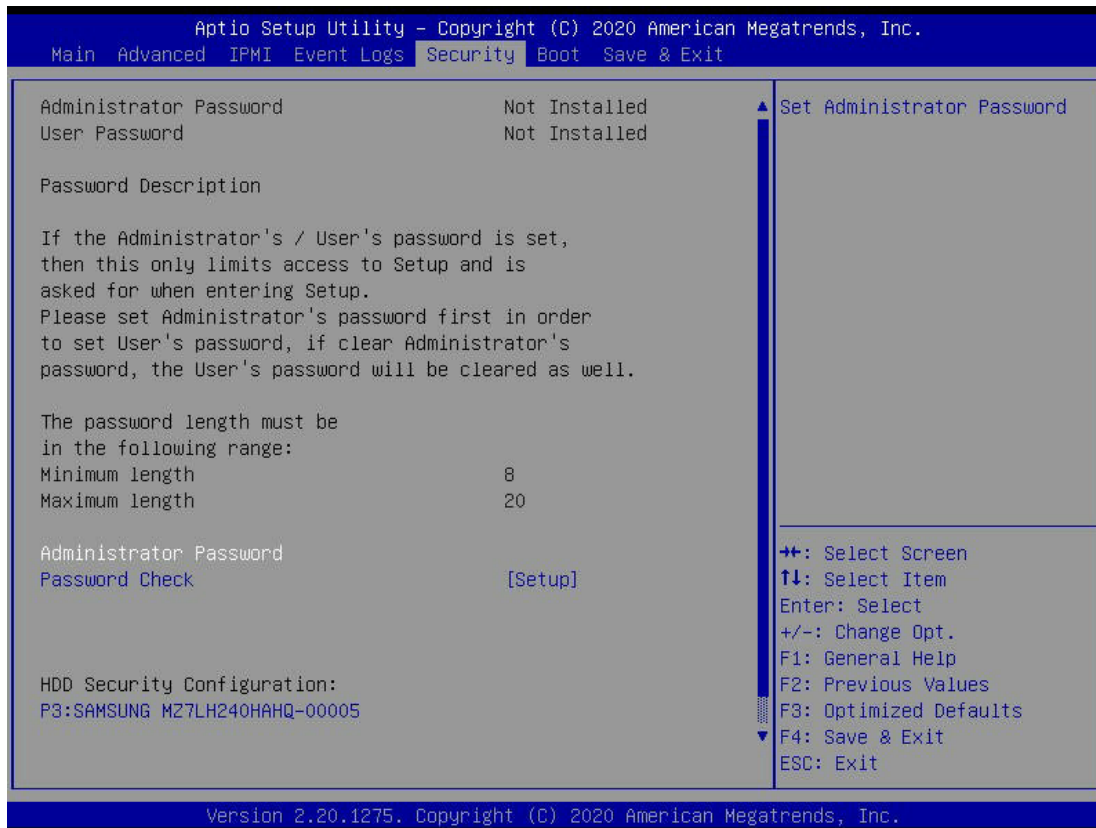 Aptio Setup Utility – Copyright (C) 2020 American Megatrends, Inc.
Main Advanced IPMI Event Logs Security Boot Save & Exit
Administrator Password Not Installed
User Password Not Installed
Password Description
If the Administrator's / User's password is set,
then this only limits access to Setup and is
asked for when entering Setup.
Please set Administrator's password first in order
to set User's password, if clear Administrator's
password, the User's password will be cleared as well.
The password length must be
in the following range:
Minimum length 8
Maximum length 20
Administrator Password
Password Check [Setup]
HDD Security Configuration:
P3:SAMSUNG MZ7LH240HAHQ-00005
Set Administrator Password
→←: Select Screen
↑↓: Select Item
Enter: Select
+/-: Change Opt.
F1: General Help
F2: Previous Values
F3: Optimized Defaults
F4: Save & Exit
ESC: Exit
Version 2.20.1275. Copyright (C) 2020 American Megatrends, Inc.